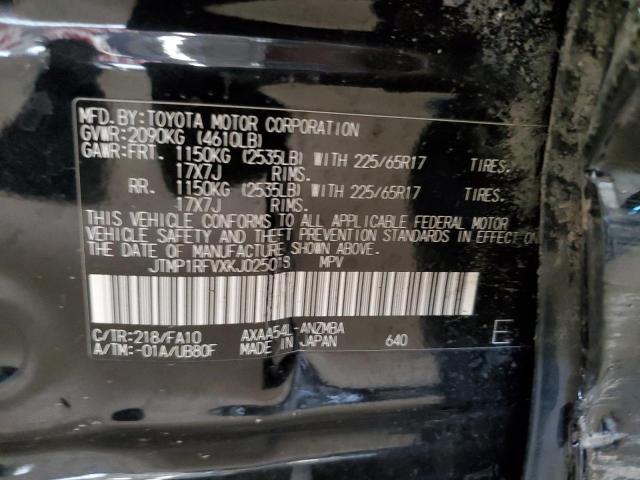 MFD.BY:TOYOTA MOTOR CORPORATION
GVWR:2090KG (4610LB)
GAWR:FRT. 1150KG (2535LB) WITH 225/65R17 TIRES.
17X7J RIMS.
RR. 1150KG (2535LB) WITH 225/65R17 TIRES.
17X7J RIMS.
THIS VEHICLE CONFORMS TO ALL APPLICABLE FEDERAL MOTOR
VEHICLE SAFETY AND THEFT PREVENTION STANDARDS IN EFFECT ON
THE DATE OF MANUFACTURE SHOWN ABOVE.
JTMP1RFVXKJ025018 MPV
C/TR:218/FA10 AXAA54L-ANZMBA
A/TM:-01A/UB80F MADE IN JAPAN 640 E